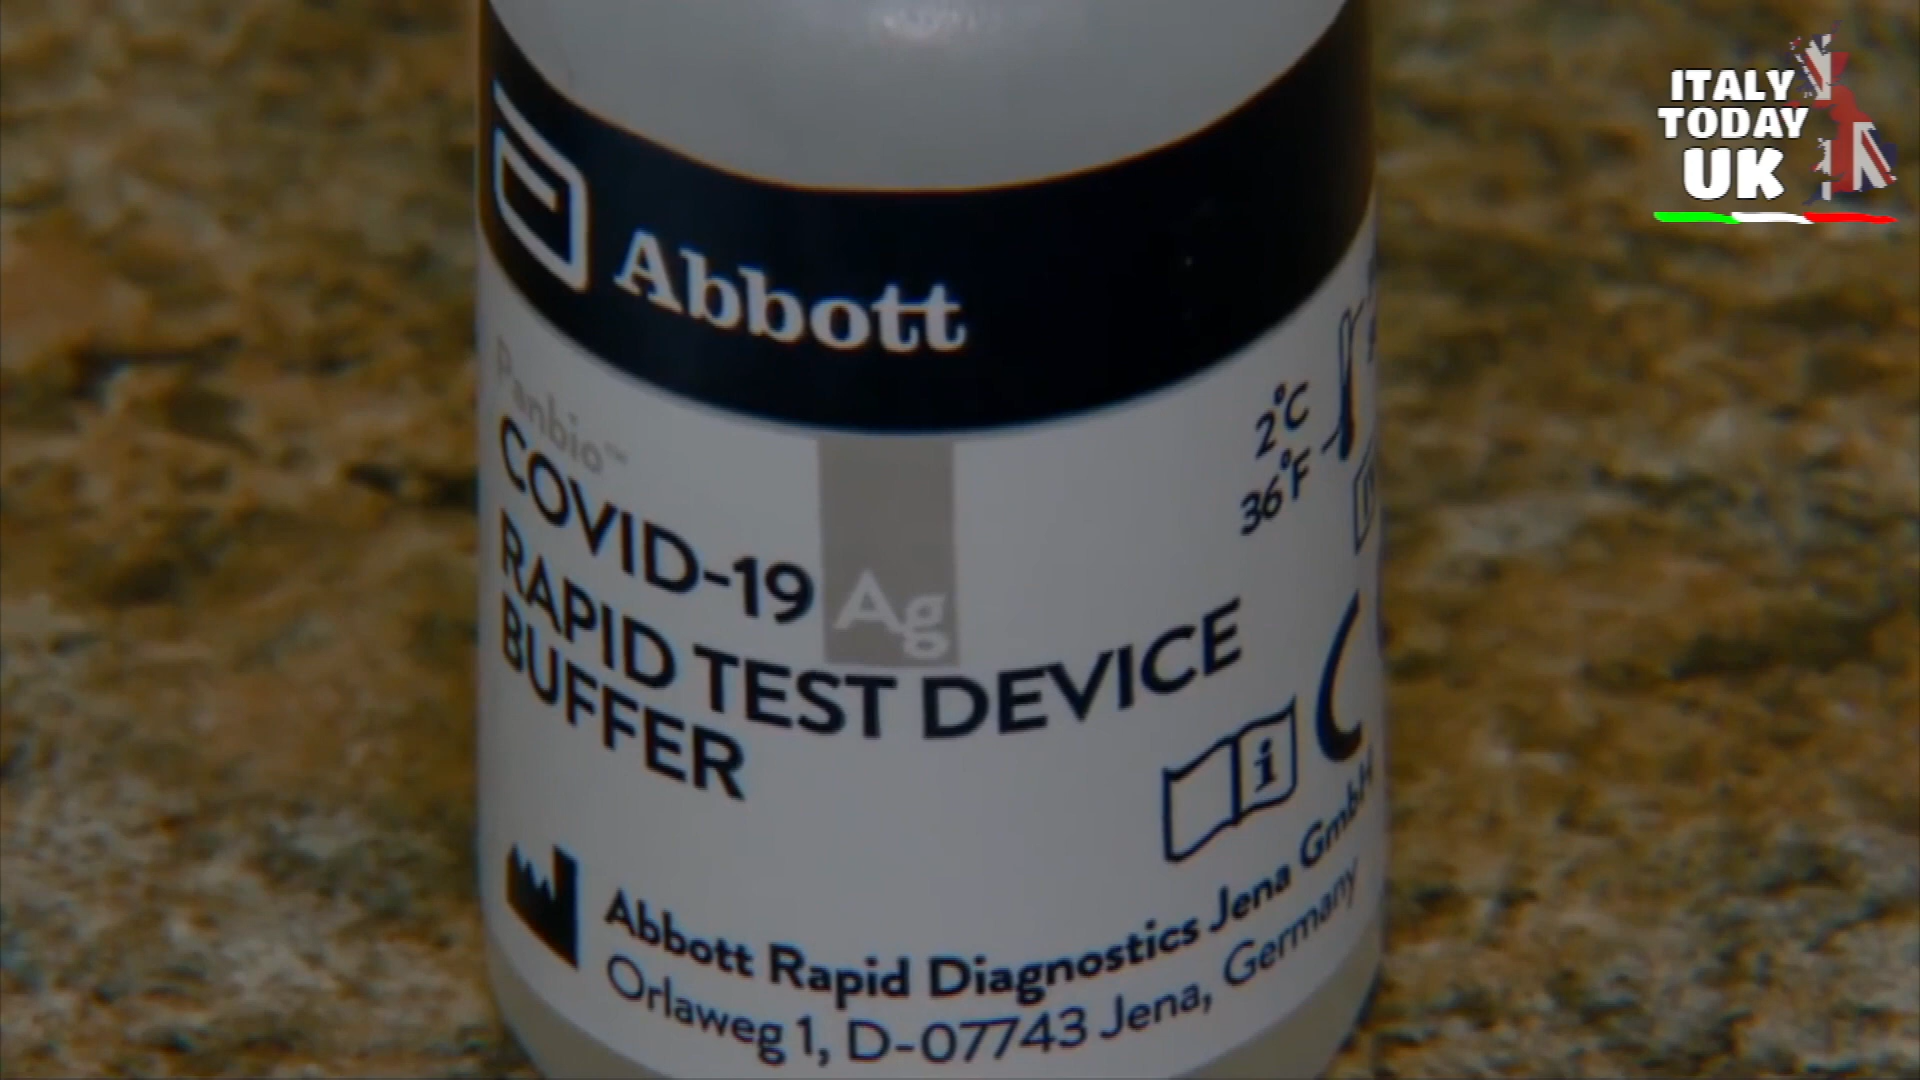 ITALY
TODAY
UK
Abbott
Panbio™
COVID-19 Ag
RAPID TEST DEVICE
BUFFER
2°C
36°F
i
Abbott Rapid Diagnostics Jena GmbH
Orlaweg 1, D-07743 Jena, Germany